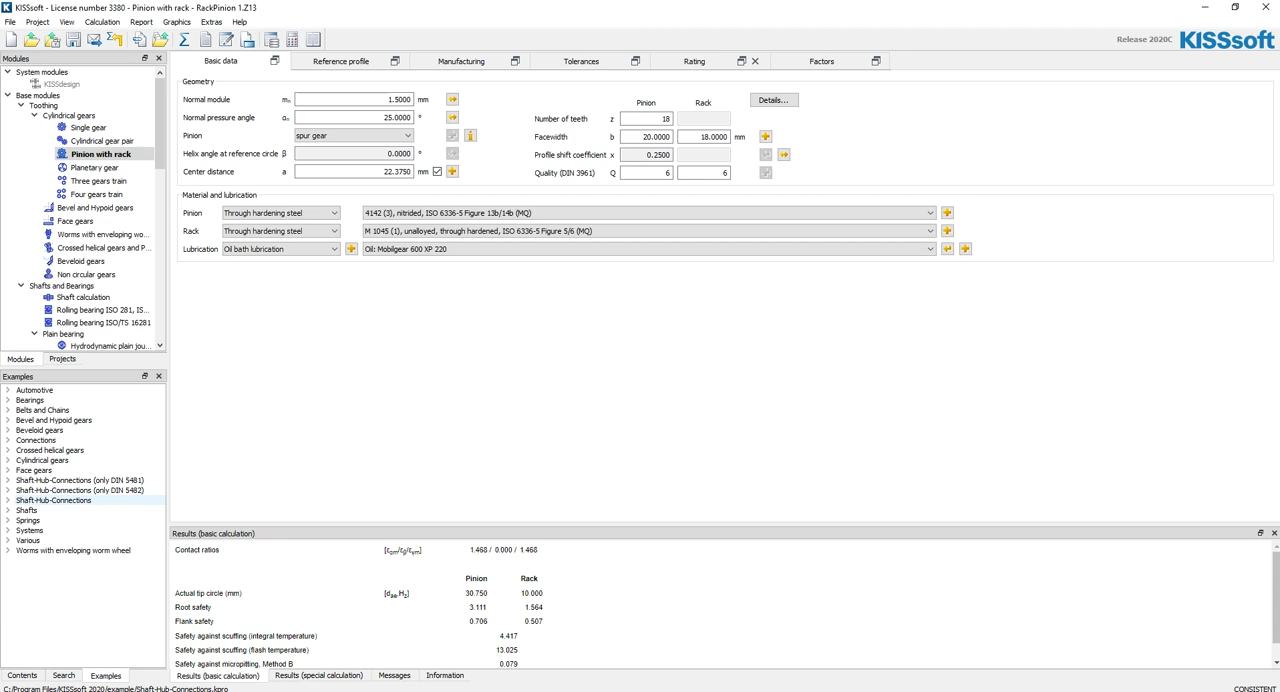 KISSsoft - License number 3380 - Pinion with rack - RackPinion 1.Z13
File Project View Calculation Report Graphics Extras Help
Release 2020C KISSsoft
Modules
System modules
KISSdesign
Base modules
Toothing
Cylindrical gears
Single gear
Cylindrical gear pair
Pinion with rack
Planetary gear
Three gears train
Four gears train
Bevel and Hypoid gears
Face gears
Worms with enveloping wo...
Crossed helical gears and P...
Beveloid gears
Non circular gears
Shafts and Bearings
Shaft calculation
Rolling bearing ISO 281, IS...
Rolling bearing ISO/TS 16281
Plain bearing
Hydrodynamic plain jou...
Modules Projects
Examples
Automotive
Bearings
Belts and Chains
Bevel and Hypoid gears
Beveloid gears
Connections
Crossed helical gears
Cylindrical gears
Face gears
Shaft-Hub-Connections (only DIN 5481)
Shaft-Hub-Connections (only DIN 5482)
Shaft-Hub-Connections
Shafts
Springs
Systems
Various
Worms with enveloping worm wheel
Contents Search Examples
Basic data Reference profile Manufacturing Tolerances Rating Factors
Geometry
Normal module mn 1.5000 mm
Normal pressure angle αn 25.0000 °
Pinion spur gear
Helix angle at reference circle β 0.0000 °
Center distance a 22.3750 mm
Pinion Rack Details...
Number of teeth z 18
Facewidth b 20.0000 18.0000 mm
Profile shift coefficient x 0.2500
Quality (DIN 3961) Q 6 6
Material and lubrication
Pinion Through hardening steel 4142 (3), nitrided, ISO 6336-5 Figure 13b/14b (MQ)
Rack Through hardening steel M 1045 (1), unalloyed, through hardened, ISO 6336-5 Figure 5/6 (MQ)
Lubrication Oil bath lubrication Oil: Mobilgear 600 XP 220
Results (basic calculation)
Contact ratios [εαm/εβ/εγm] 1.468 / 0.000 / 1.468
Pinion Rack
Actual tip circle (mm) [dae.Hz] 30.750 10.000
Root safety 3.111 1.564
Flank safety 0.706 0.507
Safety against scuffing (integral temperature) 4.417
Safety against scuffing (flash temperature) 13.025
Safety against micropitting, Method B 0.079
Results (basic calculation) Results (special calculation) Messages Information
C:/Program Files/KISSsoft 2020/example/Shaft-Hub-Connections.kpro CONSISTENT